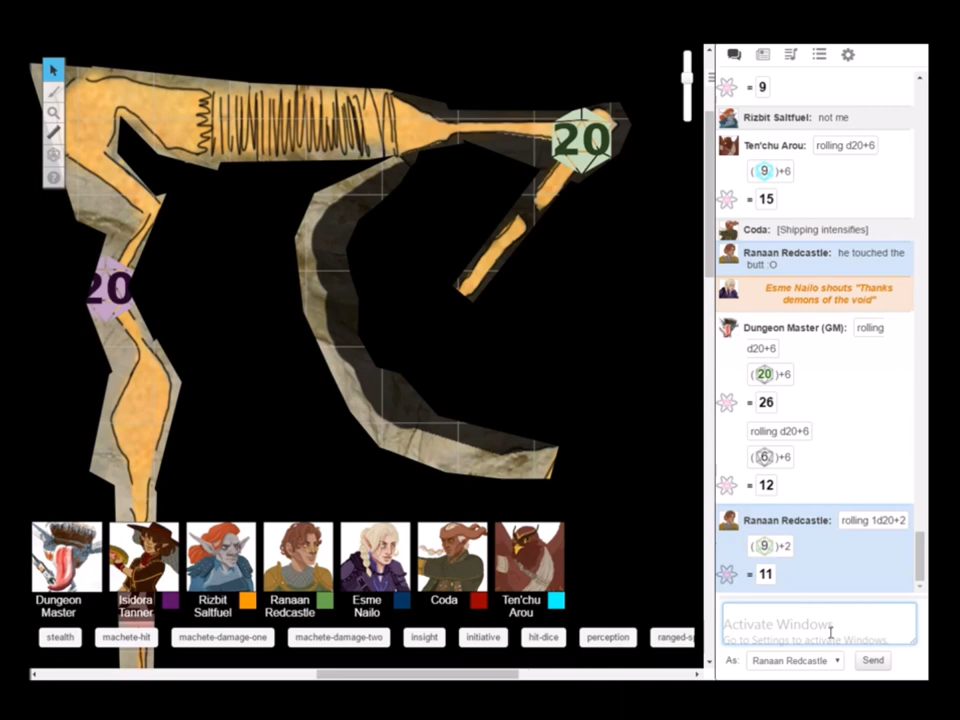 20
20
= 9
Rizbit Saltfuel: not me
Ten'chu Arou: rolling d20+6
(9)+6
= 15
Coda: [Shipping intensifies]
Ranaan Redcastle: he touched the
butt :O
Esme Nailo shouts "Thanks
demons of the void"
Dungeon Master (GM): rolling
d20+6
(20)+6
= 26
rolling d20+6
(6)+6
= 12
Ranaan Redcastle: rolling 1d20+2
(9)+2
= 11
Activate Windows
Go to Settings to activate Windows.
As: Ranaan Redcastle
Send
Dungeon
Master
Isidora
Tanner
Rizbit
Saltfuel
Ranaan
Redcastle
Esme
Nailo
Coda
Ten'chu
Arou
stealth
machete-hit
machete-damage-one
machete-damage-two
insight
initiative
hit-dice
perception